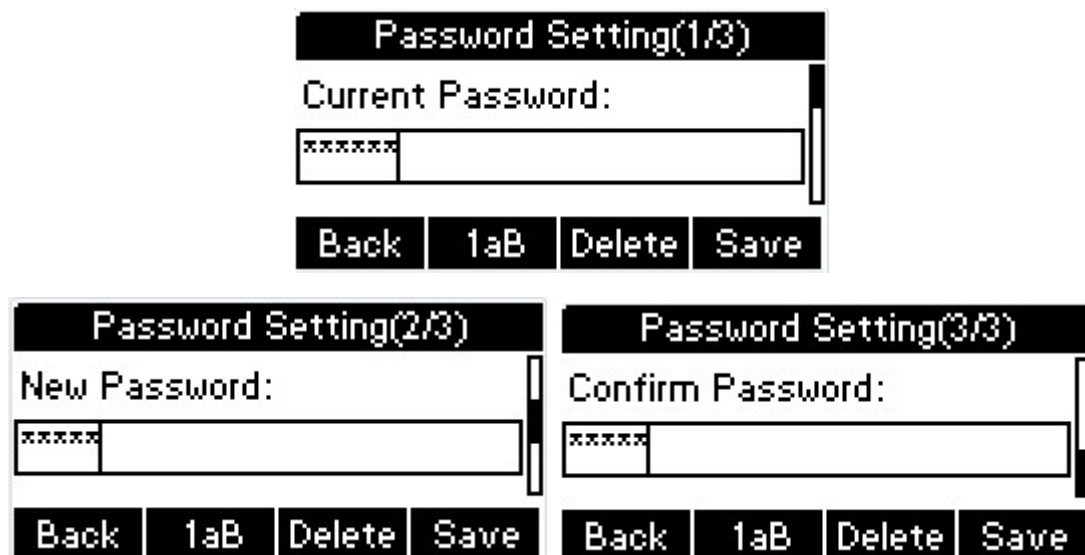 Password Setting(1/3)
Current Password:
******
Back 1aB Delete Save
Password Setting(2/3)
New Password:
*****
Back 1aB Delete Save
Password Setting(3/3)
Confirm Password:
*****
Back 1aB Delete Save